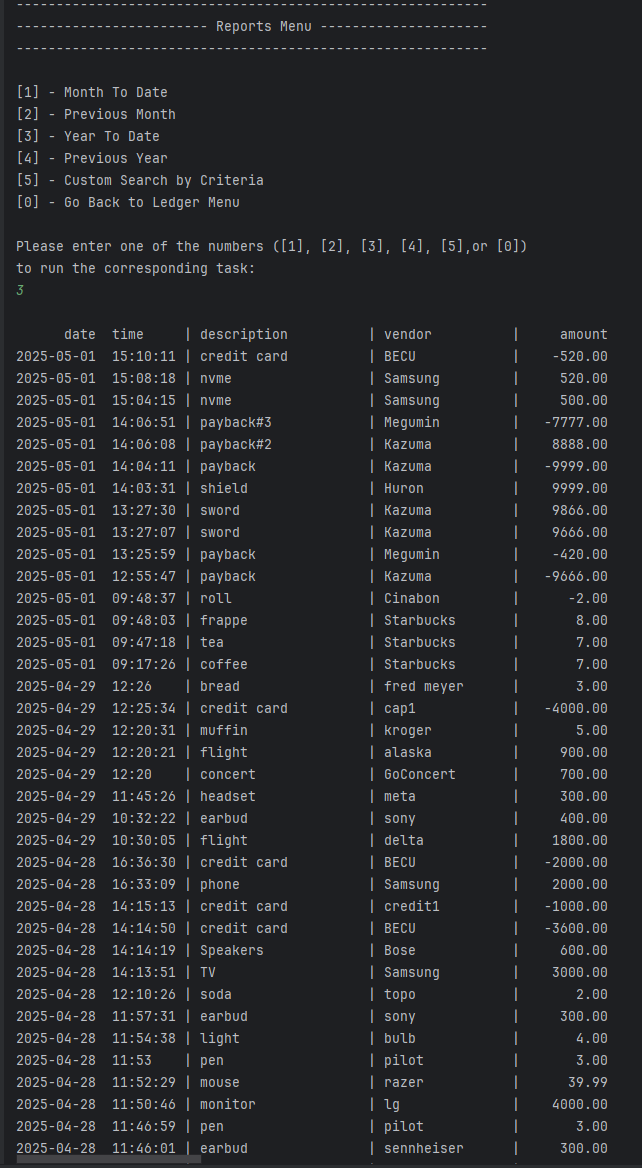 -----------------------------------------------------------
------------------------ Reports Menu ---------------------
-----------------------------------------------------------
[1] - Month To Date
[2] - Previous Month
[3] - Year To Date
[4] - Previous Year
[5] - Custom Search by Criteria
[0] - Go Back to Ledger Menu
Please enter one of the numbers ([1], [2], [3], [4], [5],or [0])
to run the corresponding task:
3
      date  time     | description          | vendor          |     amount
2025-05-01  15:10:11 | credit card          | BECU            |    -520.00
2025-05-01  15:08:18 | nvme                 | Samsung         |     520.00
2025-05-01  15:04:15 | nvme                 | Samsung         |     500.00
2025-05-01  14:06:51 | payback#3            | Megumin         |   -7777.00
2025-05-01  14:06:08 | payback#2            | Kazuma          |    8888.00
2025-05-01  14:04:11 | payback              | Kazuma          |   -9999.00
2025-05-01  14:03:31 | shield               | Huron           |    9999.00
2025-05-01  13:27:30 | sword                | Kazuma          |    9866.00
2025-05-01  13:27:07 | sword                | Kazuma          |    9666.00
2025-05-01  13:25:59 | payback              | Megumin         |    -420.00
2025-05-01  12:55:47 | payback              | Kazuma          |   -9666.00
2025-05-01  09:48:37 | roll                 | Cinabon         |      -2.00
2025-05-01  09:48:03 | frappe               | Starbucks       |       8.00
2025-05-01  09:47:18 | tea                  | Starbucks       |       7.00
2025-05-01  09:17:26 | coffee               | Starbucks       |       7.00
2025-04-29  12:26    | bread                | fred meyer      |       3.00
2025-04-29  12:25:34 | credit card          | cap1            |   -4000.00
2025-04-29  12:20:31 | muffin               | kroger          |       5.00
2025-04-29  12:20:21 | flight               | alaska          |     900.00
2025-04-29  12:20    | concert              | GoConcert       |     700.00
2025-04-29  11:45:26 | headset              | meta            |     300.00
2025-04-29  10:32:22 | earbud               | sony            |     400.00
2025-04-29  10:30:05 | flight               | delta           |    1800.00
2025-04-28  16:36:30 | credit card          | BECU            |   -2000.00
2025-04-28  16:33:09 | phone                | Samsung         |    2000.00
2025-04-28  14:15:13 | credit card          | credit1         |   -1000.00
2025-04-28  14:14:50 | credit card          | BECU            |   -3600.00
2025-04-28  14:14:19 | Speakers             | Bose            |     600.00
2025-04-28  14:13:51 | TV                   | Samsung         |    3000.00
2025-04-28  12:10:26 | soda                 | topo            |       2.00
2025-04-28  11:57:31 | earbud               | sony            |     300.00
2025-04-28  11:54:38 | light                | bulb            |       4.00
2025-04-28  11:53    | pen                  | pilot           |       3.00
2025-04-28  11:52:29 | mouse                | razer           |      39.99
2025-04-28  11:50:46 | monitor              | lg              |    4000.00
2025-04-28  11:46:59 | pen                  | pilot           |       3.00
2025-04-28  11:46:01 | earbud               | sennheiser      |     300.00